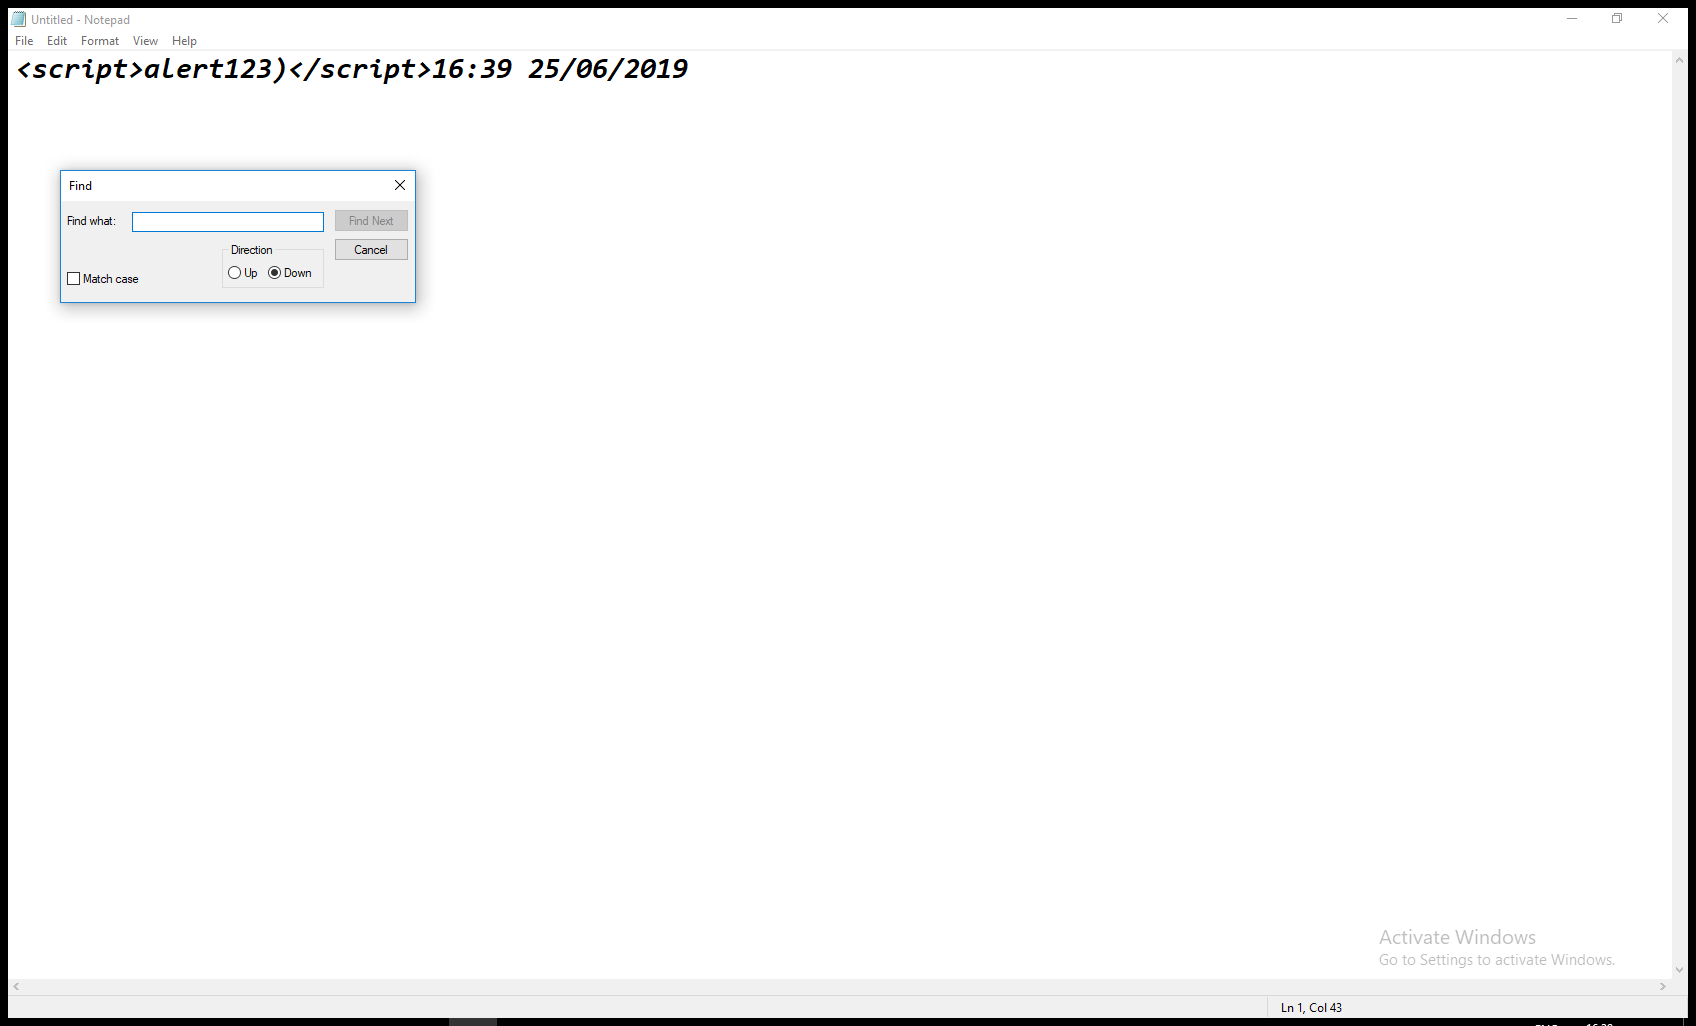 Untitled - Notepad
File Edit Format View Help
<script>alert123)</script>16:39 25/06/2019
Find
Find what:
Find Next
Direction
Cancel
Up Down
Match case
Activate Windows
Go to Settings to activate Windows.
Ln 1, Col 43